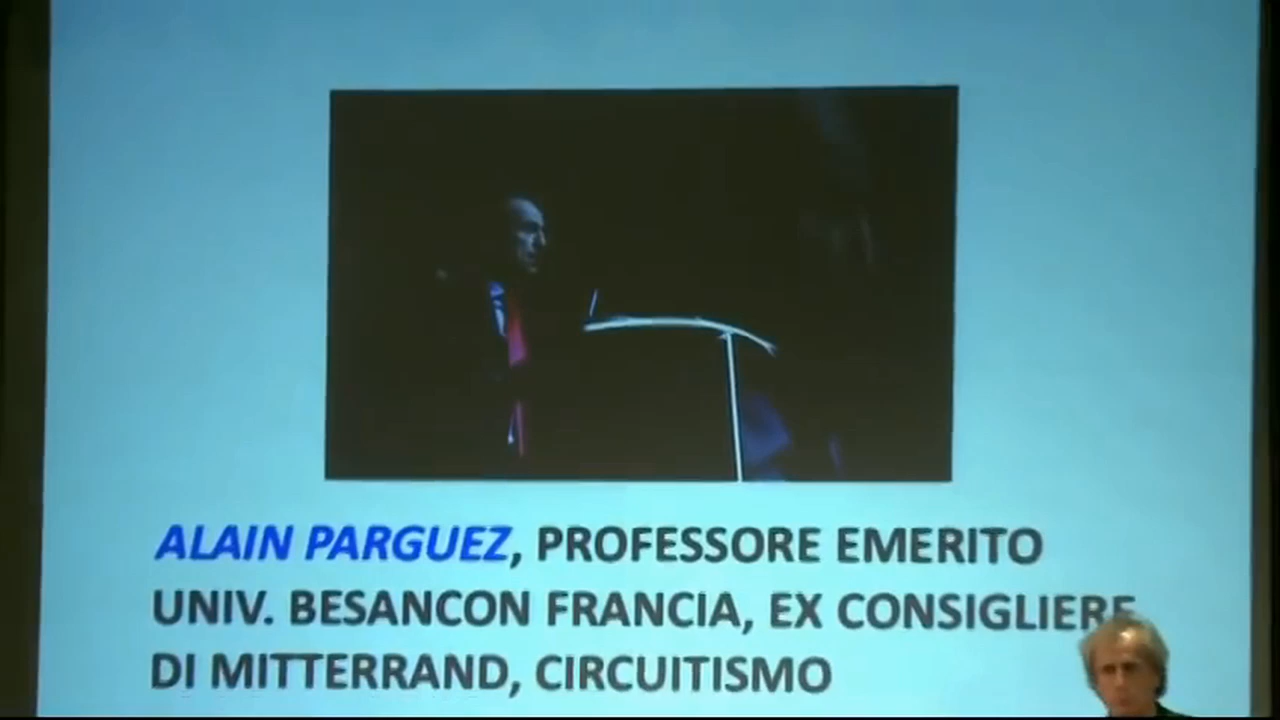 ALAIN PARGUEZ, PROFESSORE EMERITO
UNIV. BESANCON FRANCIA, EX CONSIGLIERE
DI MITTERRAND, CIRCUITISMO